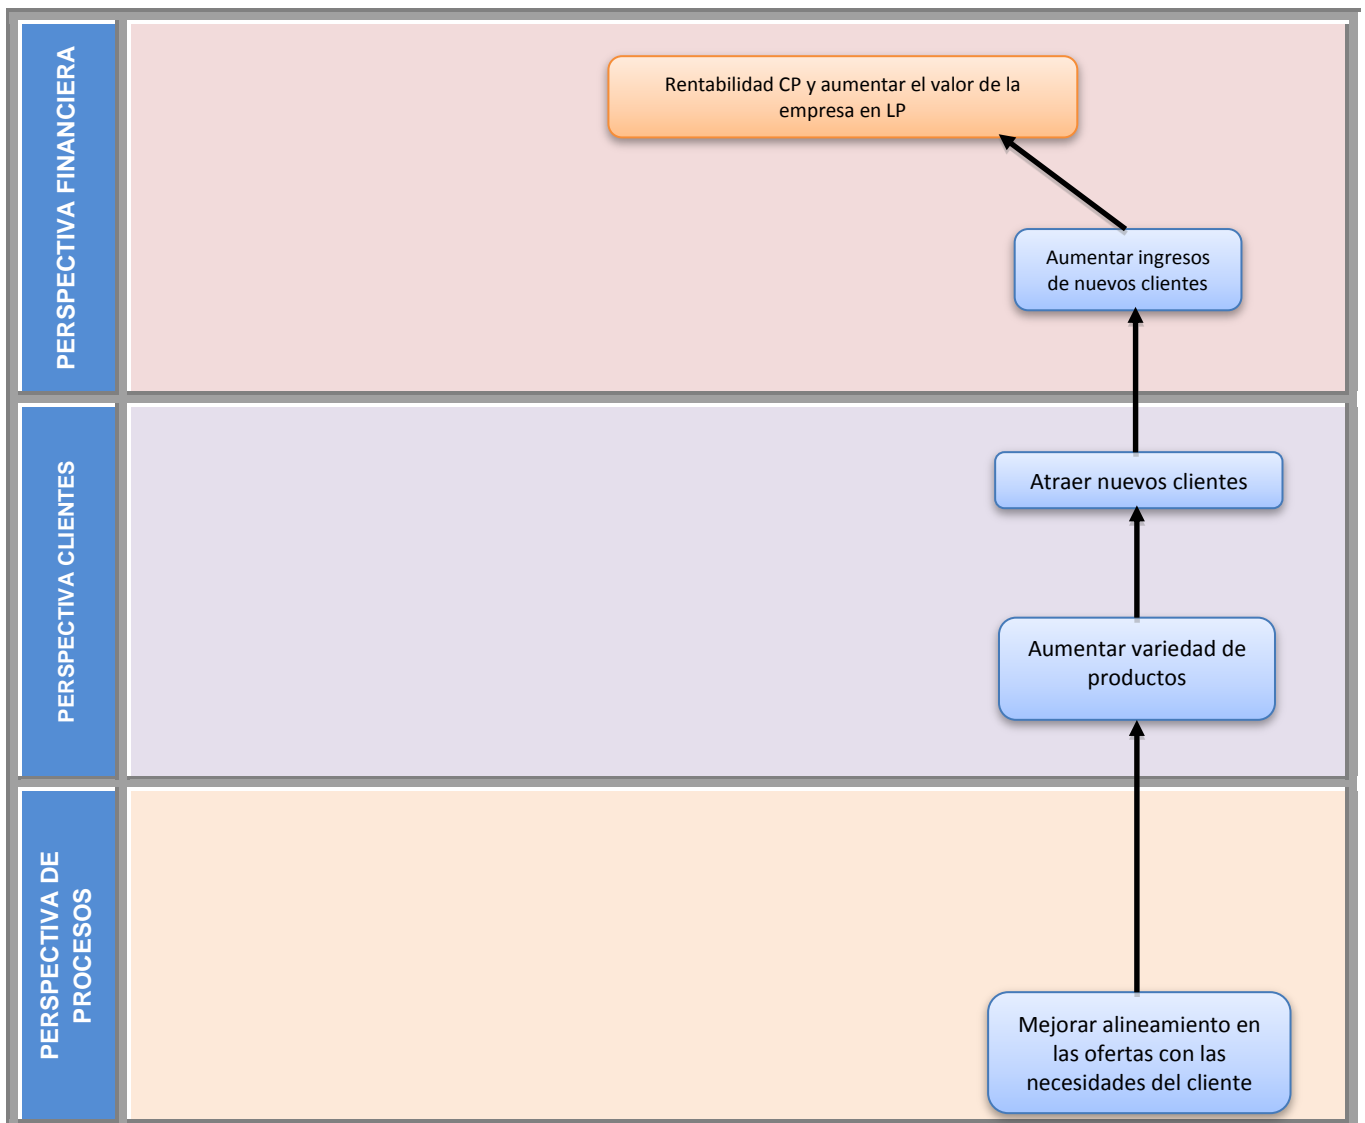 PERSPECTIVA FINANCIERA
Rentabilidad CP y aumentar el valor de la
empresa en LP
Aumentar ingresos
de nuevos clientes
PERSPECTIVA CLIENTES
Atraer nuevos clientes
Aumentar variedad de
productos
PERSPECTIVA DE
PROCESOS
Mejorar alineamiento en
las ofertas con las
necesidades del cliente